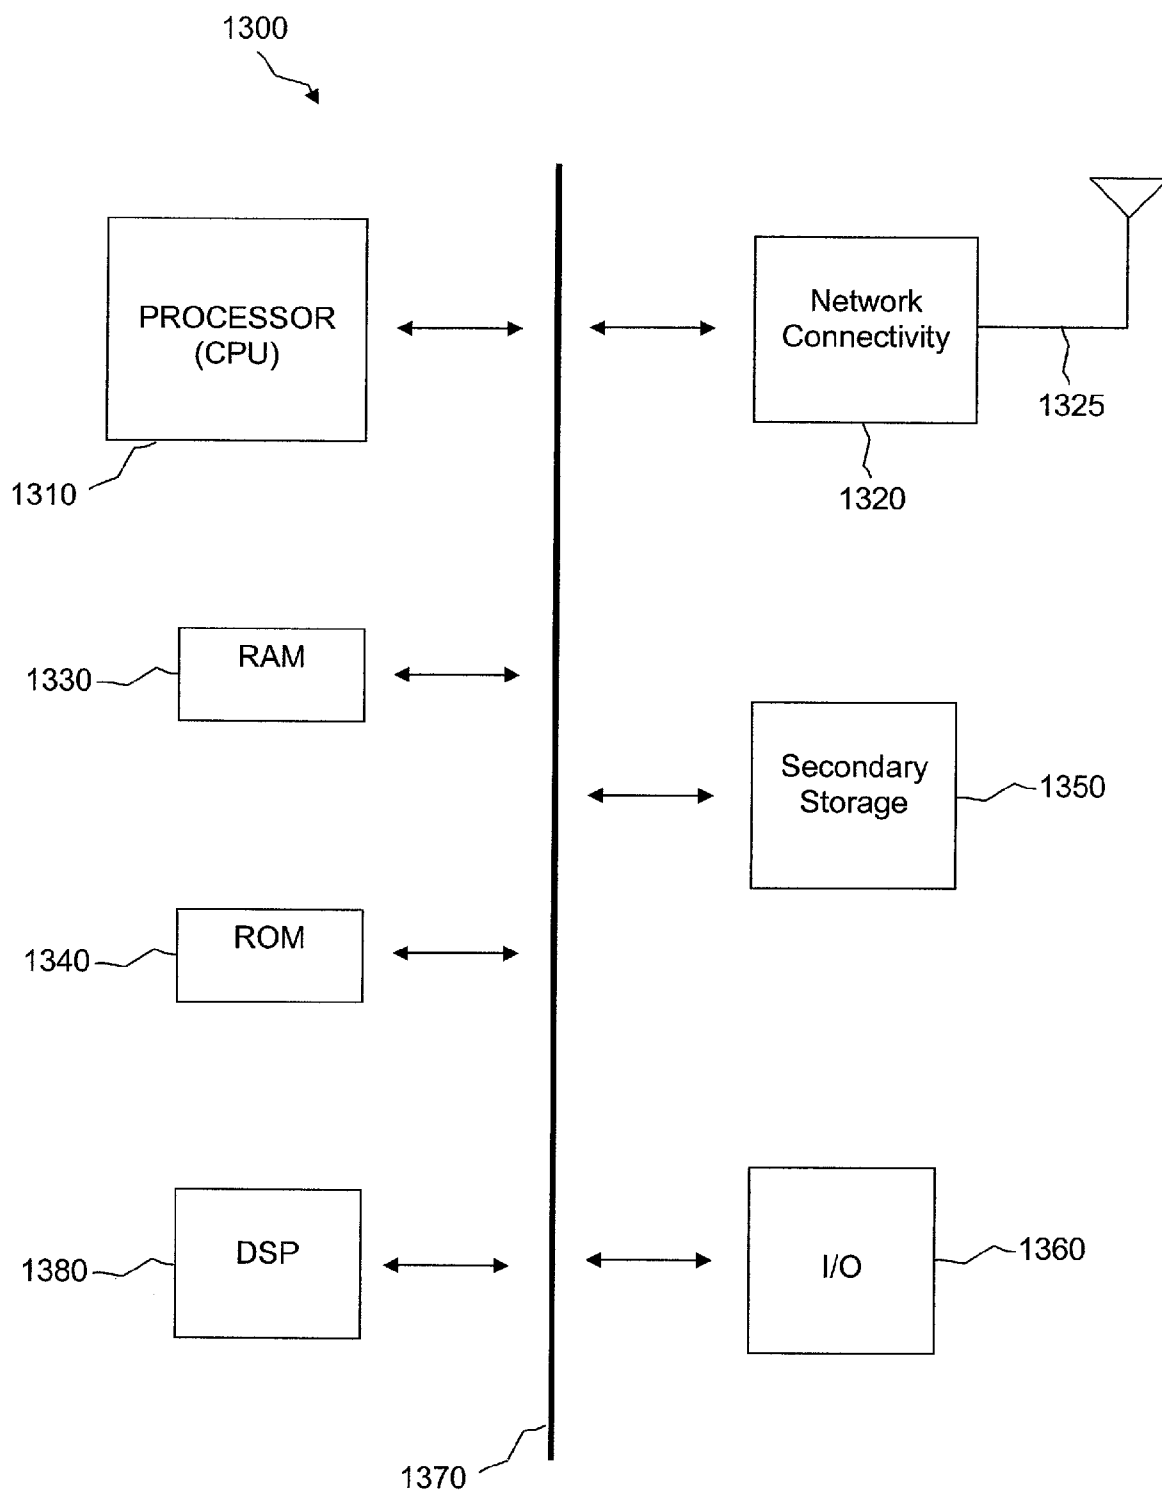 1300
PROCESSOR
(CPU)
1310
Network
Connectivity
1325
1320
RAM
1330
Secondary
Storage
1350
ROM
1340
DSP
1380
I/O
1360
1370